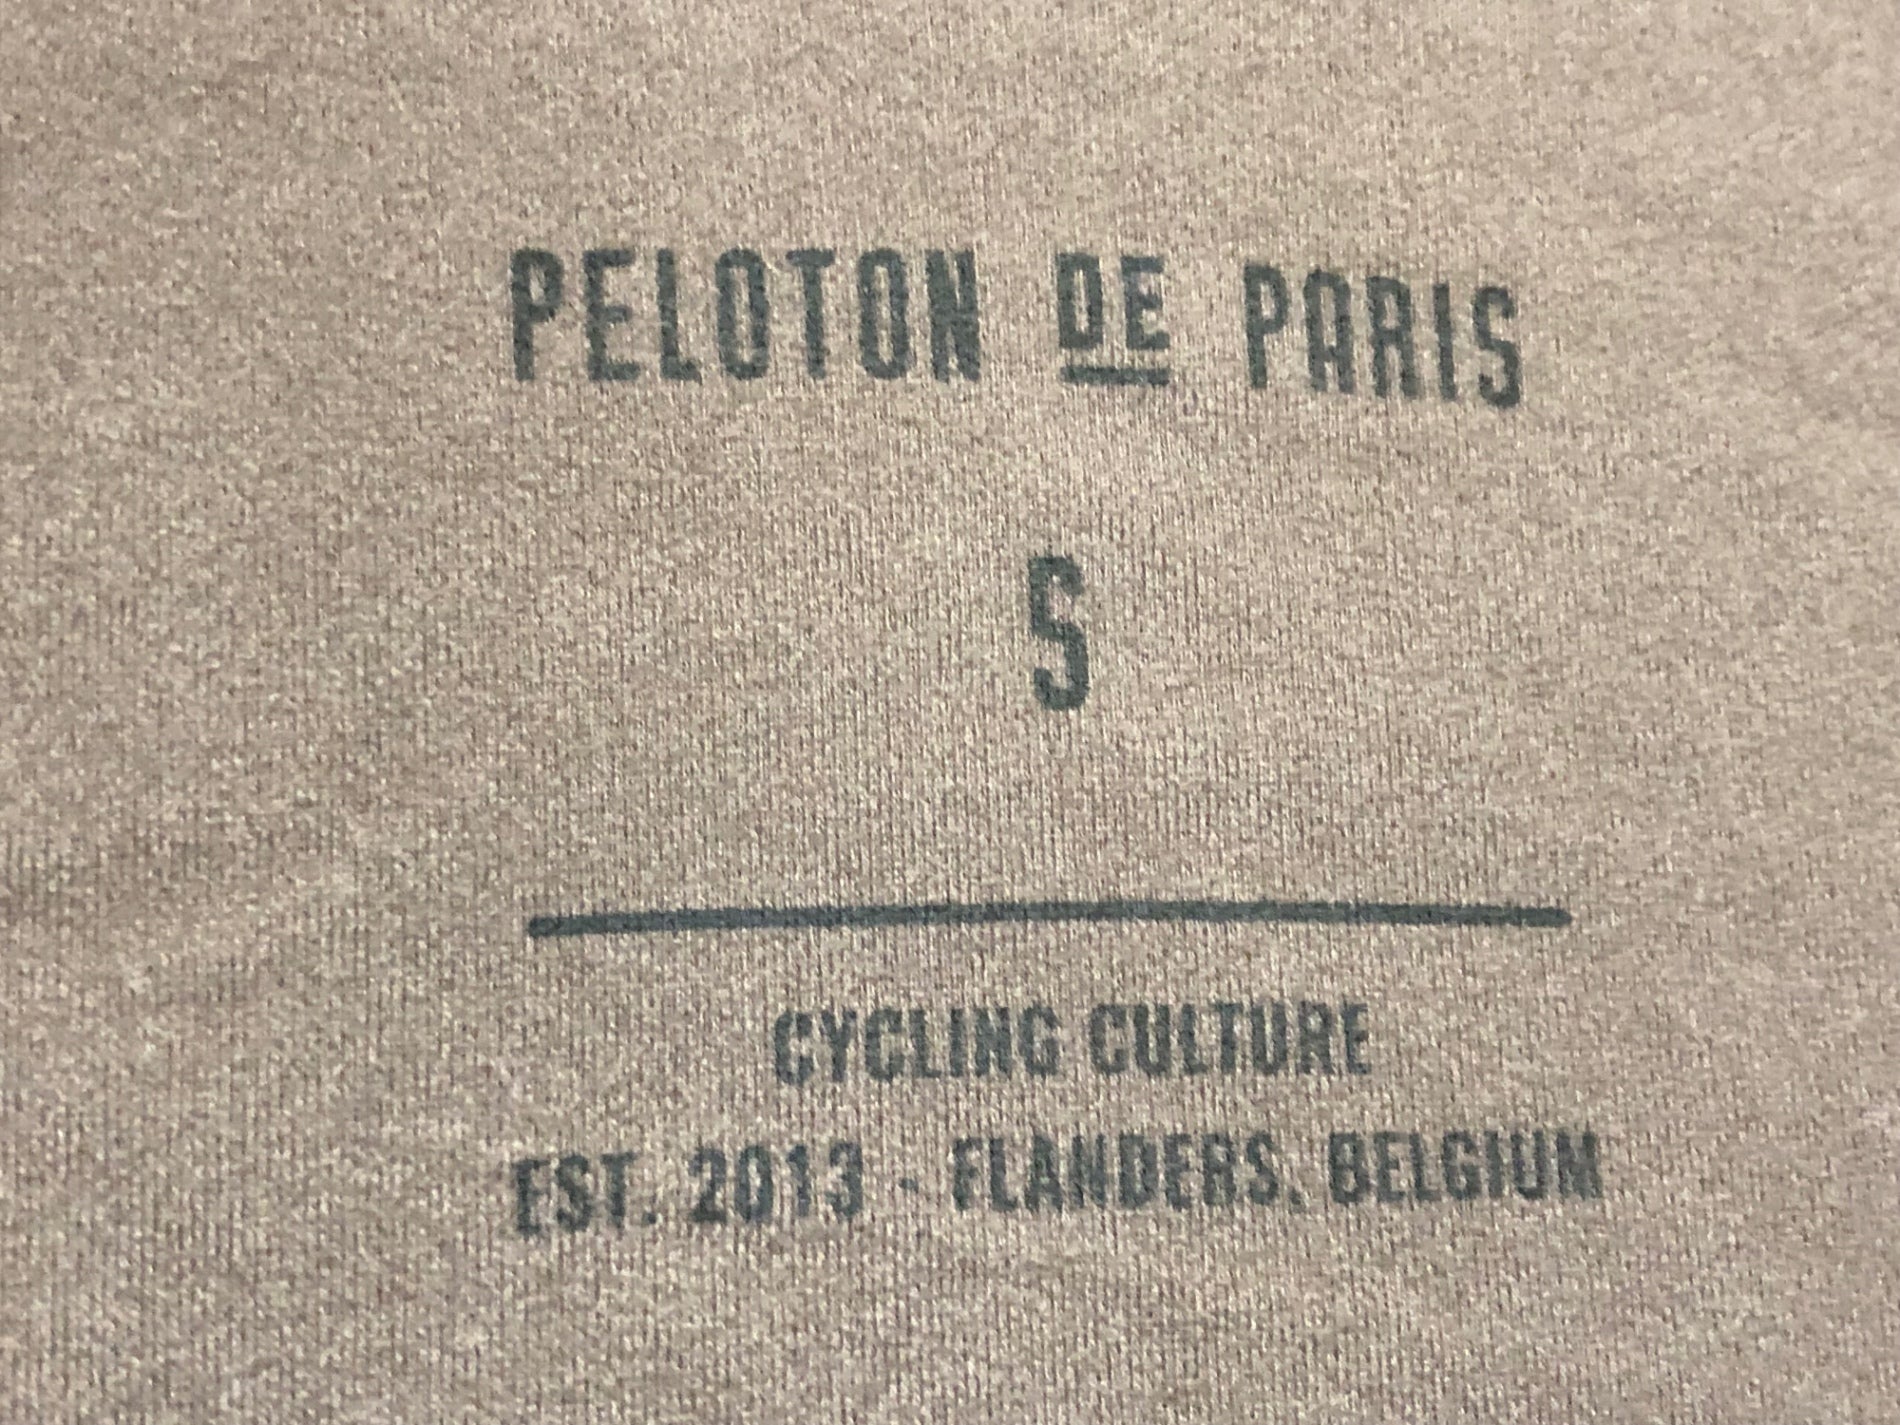 PELOTON DE PARIS
S
CYCLING CULTURE
EST. 2013 - FLANDERS, BELGIUM